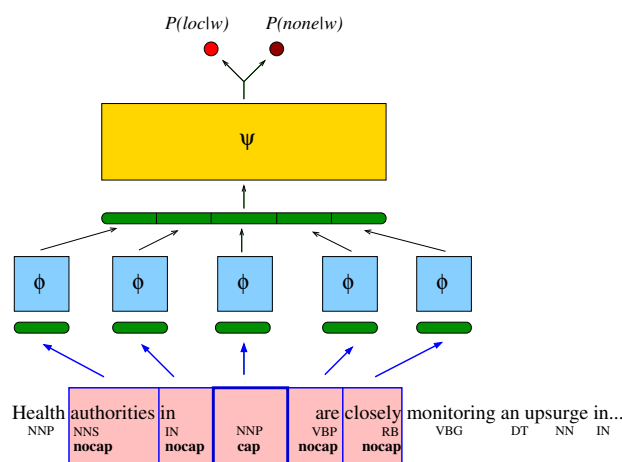 P(loc|w) P(none|w)
ψ
ϕ ϕ ϕ ϕ ϕ
Health authorities in are closely monitoring an upsurge in...
NNP NNS IN NNP VBP RB VBG DT NN IN
nocap nocap cap nocap nocap